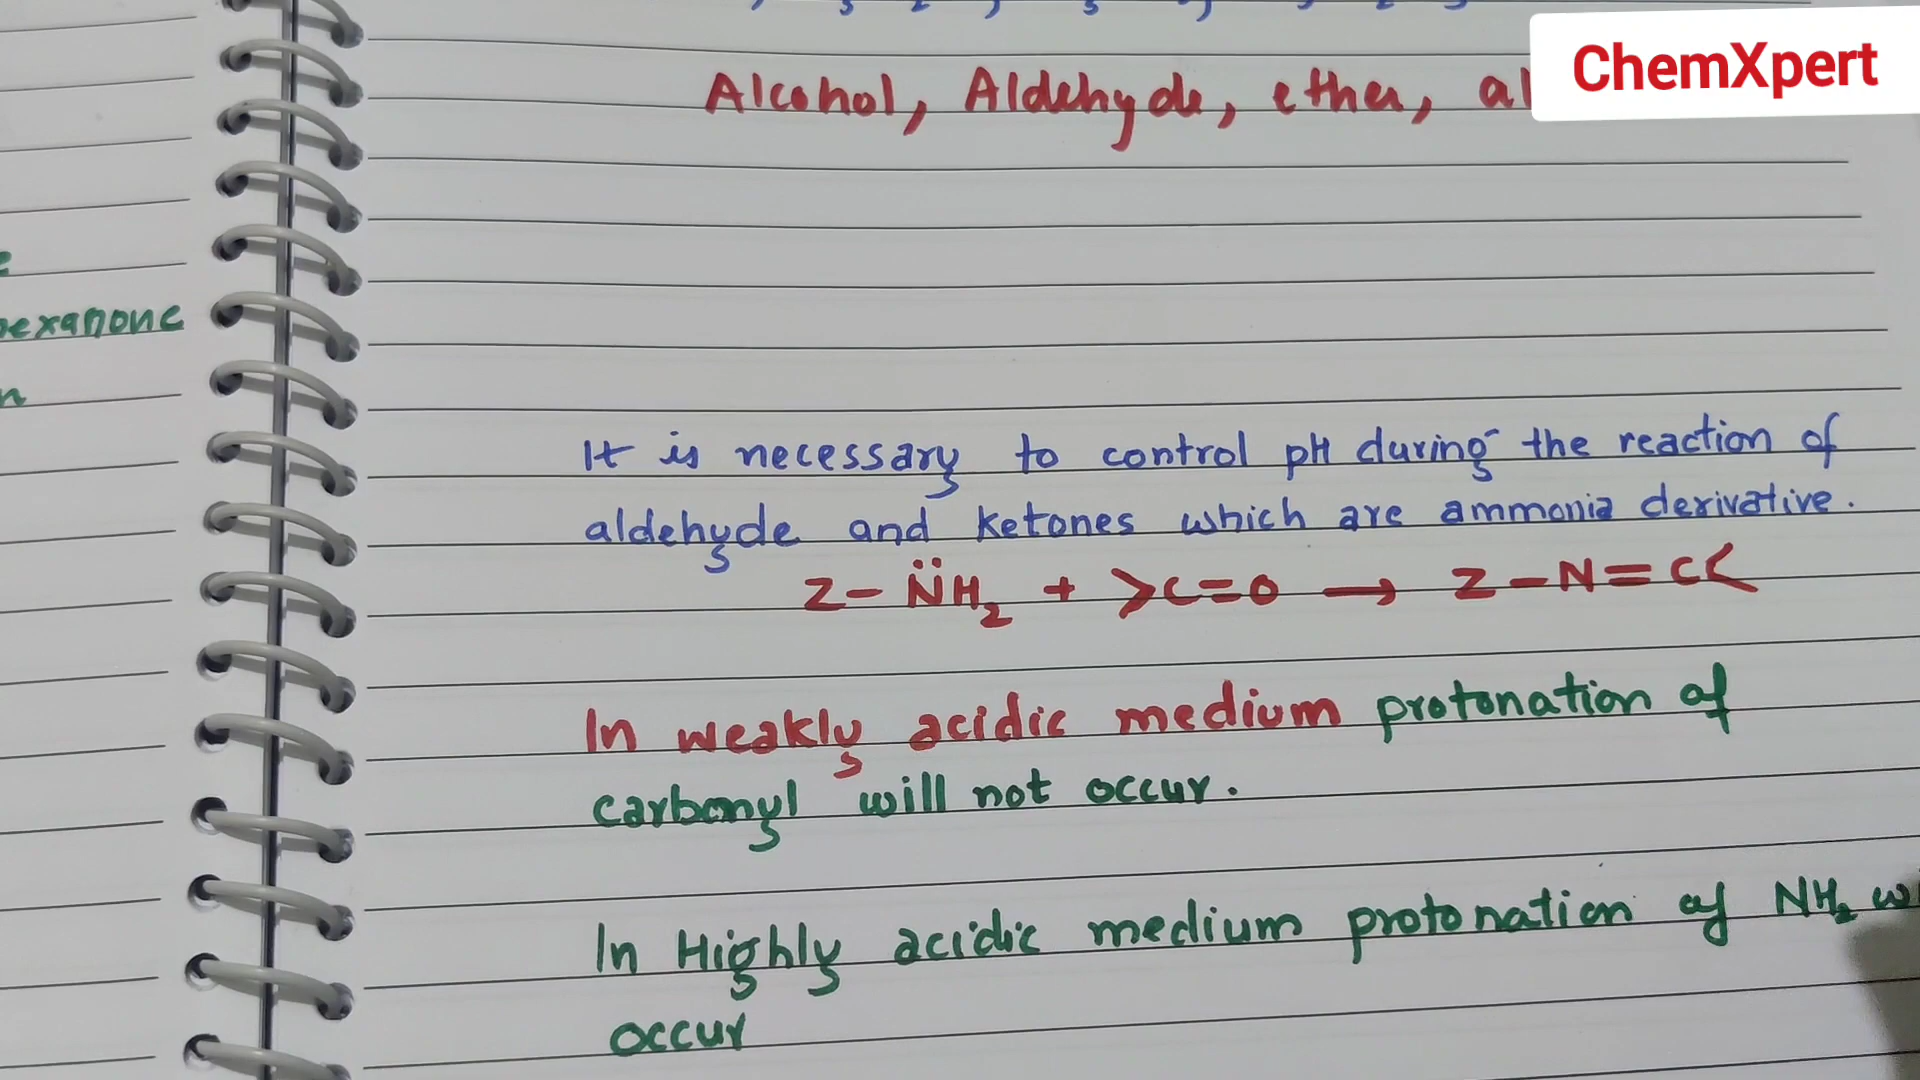 ChemXpert
Alcohol, Aldehyde, ether,
It is necessary to control pH during the reaction of
aldehyde and ketones which are ammonia derivative.
Z-N̈H₂ + >C=O → Z-N=C<
In weakly acidic medium protonation of
carbonyl will not occur.
In Highly acidic medium protonation of NH₂
occur